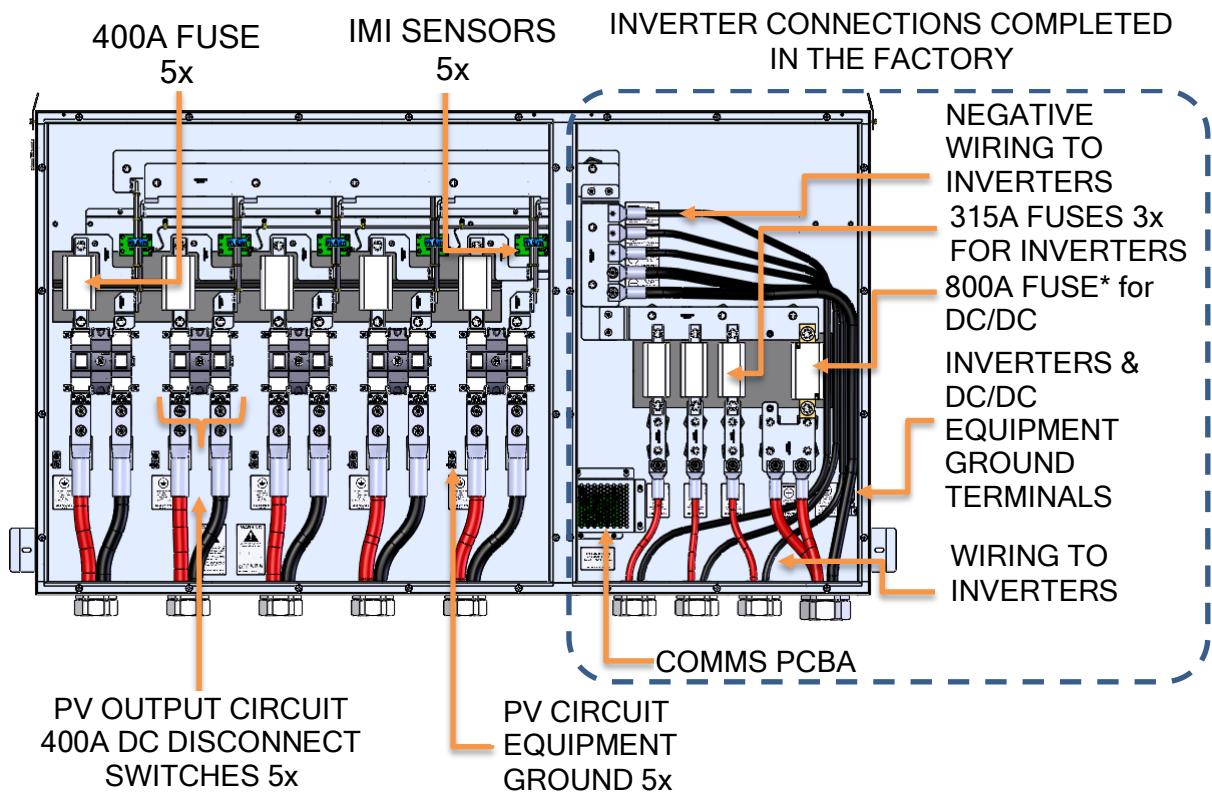 400A FUSE
5x
IMI SENSORS
5x
INVERTER CONNECTIONS COMPLETED
IN THE FACTORY
NEGATIVE
WIRING TO
INVERTERS
315A FUSES 3x
FOR INVERTERS
800A FUSE* for
DC/DC
INVERTERS &
DC/DC
EQUIPMENT
GROUND
TERMINALS
WIRING TO
INVERTERS
COMMS PCBA
PV OUTPUT CIRCUIT
400A DC DISCONNECT
SWITCHES 5x
PV CIRCUIT
EQUIPMENT
GROUND 5x